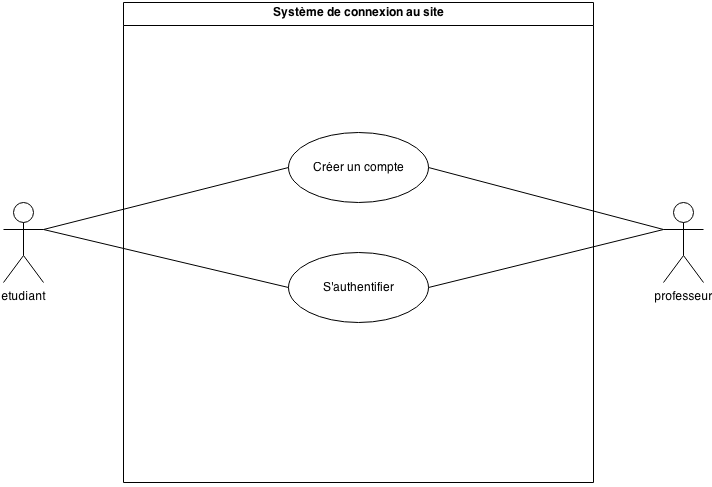 Système de connexion au site
Créer un compte
S'authentifier
etudiant
professeur